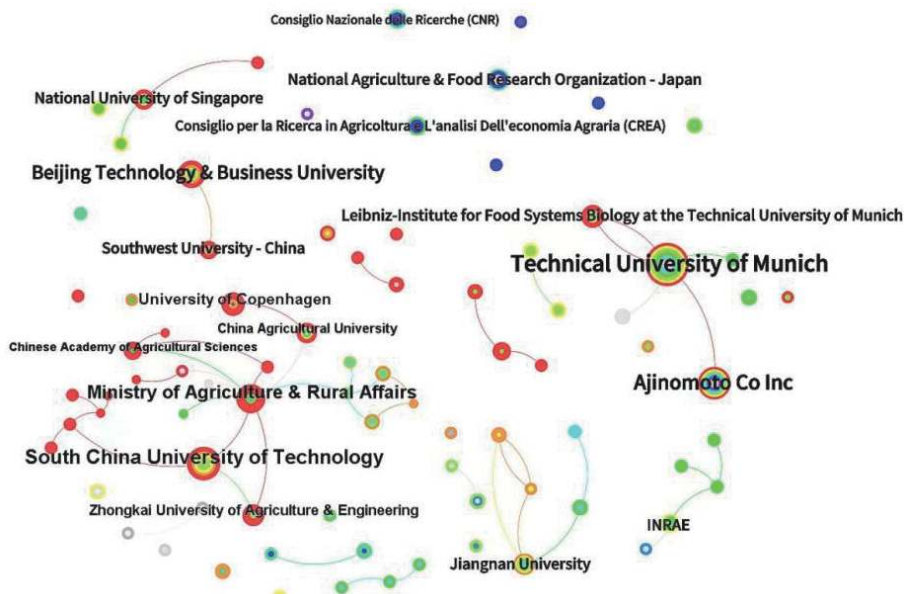 Consiglio Nazionale delle Ricerche (CNR)
National Agriculture & Food Research Organization - Japan
National University of Singapore
Consiglio per la Ricerca in Agricoltura e L'analisi Dell'economia Agraria (CREA)
Beijing Technology & Business University
Leibniz-Institute for Food Systems Biology at the Technical University of Munich
Southwest University - China
Technical University of Munich
University of Copenhagen
China Agricultural University
Chinese Academy of Agricultural Sciences
Ministry of Agriculture & Rural Affairs
Ajinomoto Co Inc
South China University of Technology
Zhongkai University of Agriculture & Engineering
INRAE
Jiangnan University